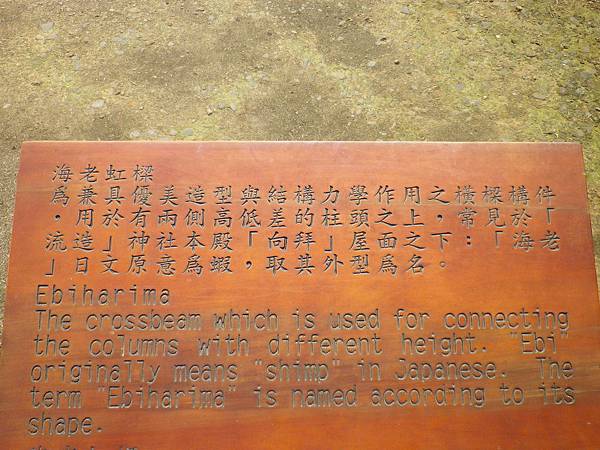 海老虹樑
為兼具優美造型與結構力學作用之橫樑構件
，用於有兩側高低差的柱頭之上，常見於「
流造」神社本殿「向拜」屋面之下：「海老
」日文原意為蝦，取其外型為名。
Ebiharima
The crossbeam which is used for connecting
the columns with different height. "Ebi"
originally means "shimp" in Japanese. The
term "Ebiharima" is named according to its
shape.